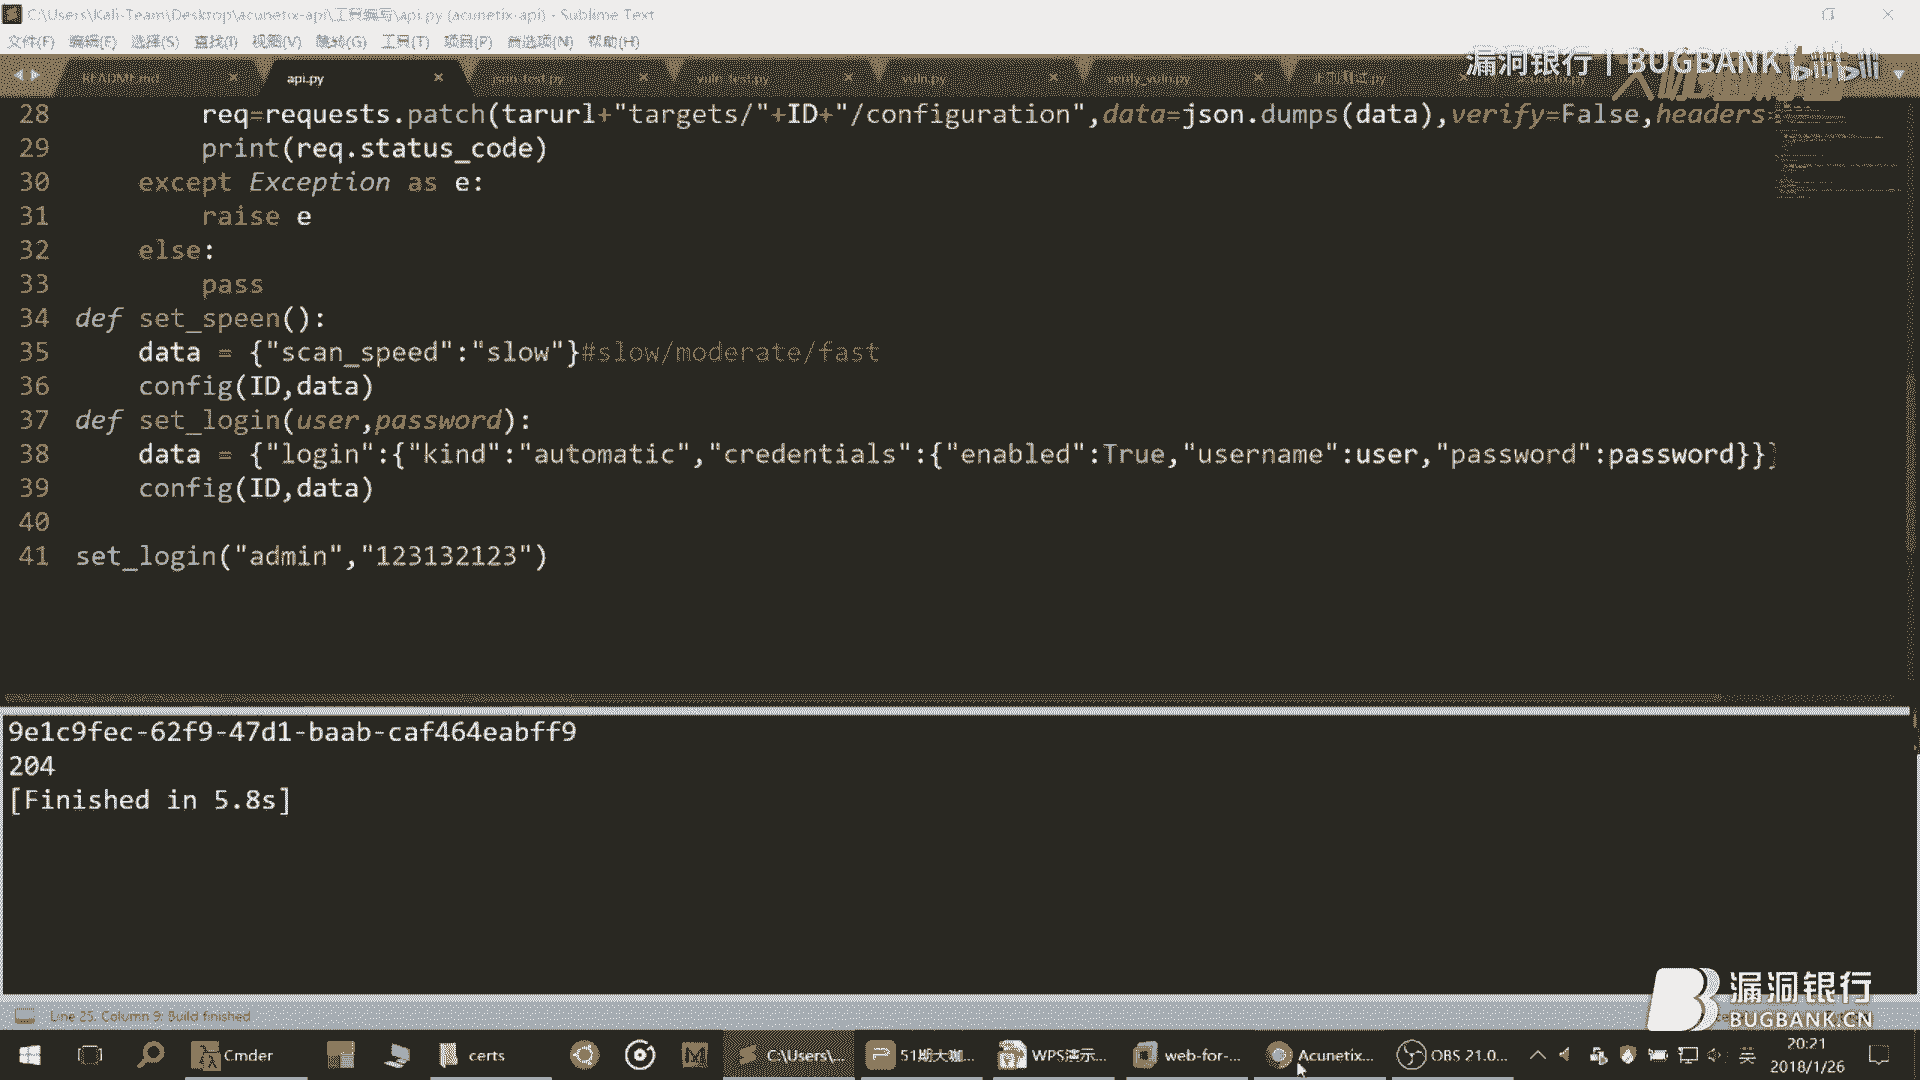 C:\Users\Kali-Team\Desktop\acunetix-api\工具编写\api.py (acunetix-api) - Sublime Text
文件(F) 编辑(E) 选择(S) 查找(I) 视图(V) 跳转(G) 工具(T) 项目(P) 首选项(N) 帮助(H)
README.md api.py json_test.py vuln_test.py vuln.py verify_vuln.py
漏洞银行 | BUGBANK bilibili
28 req=requests.patch(tarurl+"targets/"+ID+"/configuration",data=json.dumps(data),verify=False,headers=
29 print(req.status_code)
30 except Exception as e:
31 raise e
32 else:
33 pass
34 def set_speen():
35 data = {"scan_speed":"slow"}#slow/moderate/fast
36 config(ID,data)
37 def set_login(user,password):
38 data = {"login":{"kind":"automatic","credentials":{"enabled":True,"username":user,"password":password}}}
39 config(ID,data)
40
41 set_login("admin","123132123")
9e1c9fec-62f9-47d1-baab-caf464eabff9
204
[Finished in 5.8s]
漏洞银行
BUGBANK.CN
Line 25, Column 9; Build finished
Cmder certs C:\Users\... 51期大咖... WPS演示... web-for-... Acunetix... OBS 21.0... 英 20:21
2018/1/26